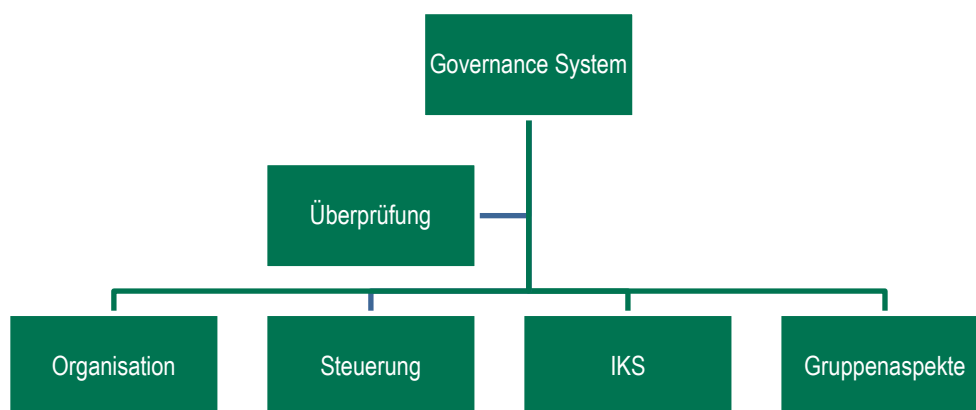 Governance System
Überprüfung
Organisation
Steuerung
IKS
Gruppenaspekte